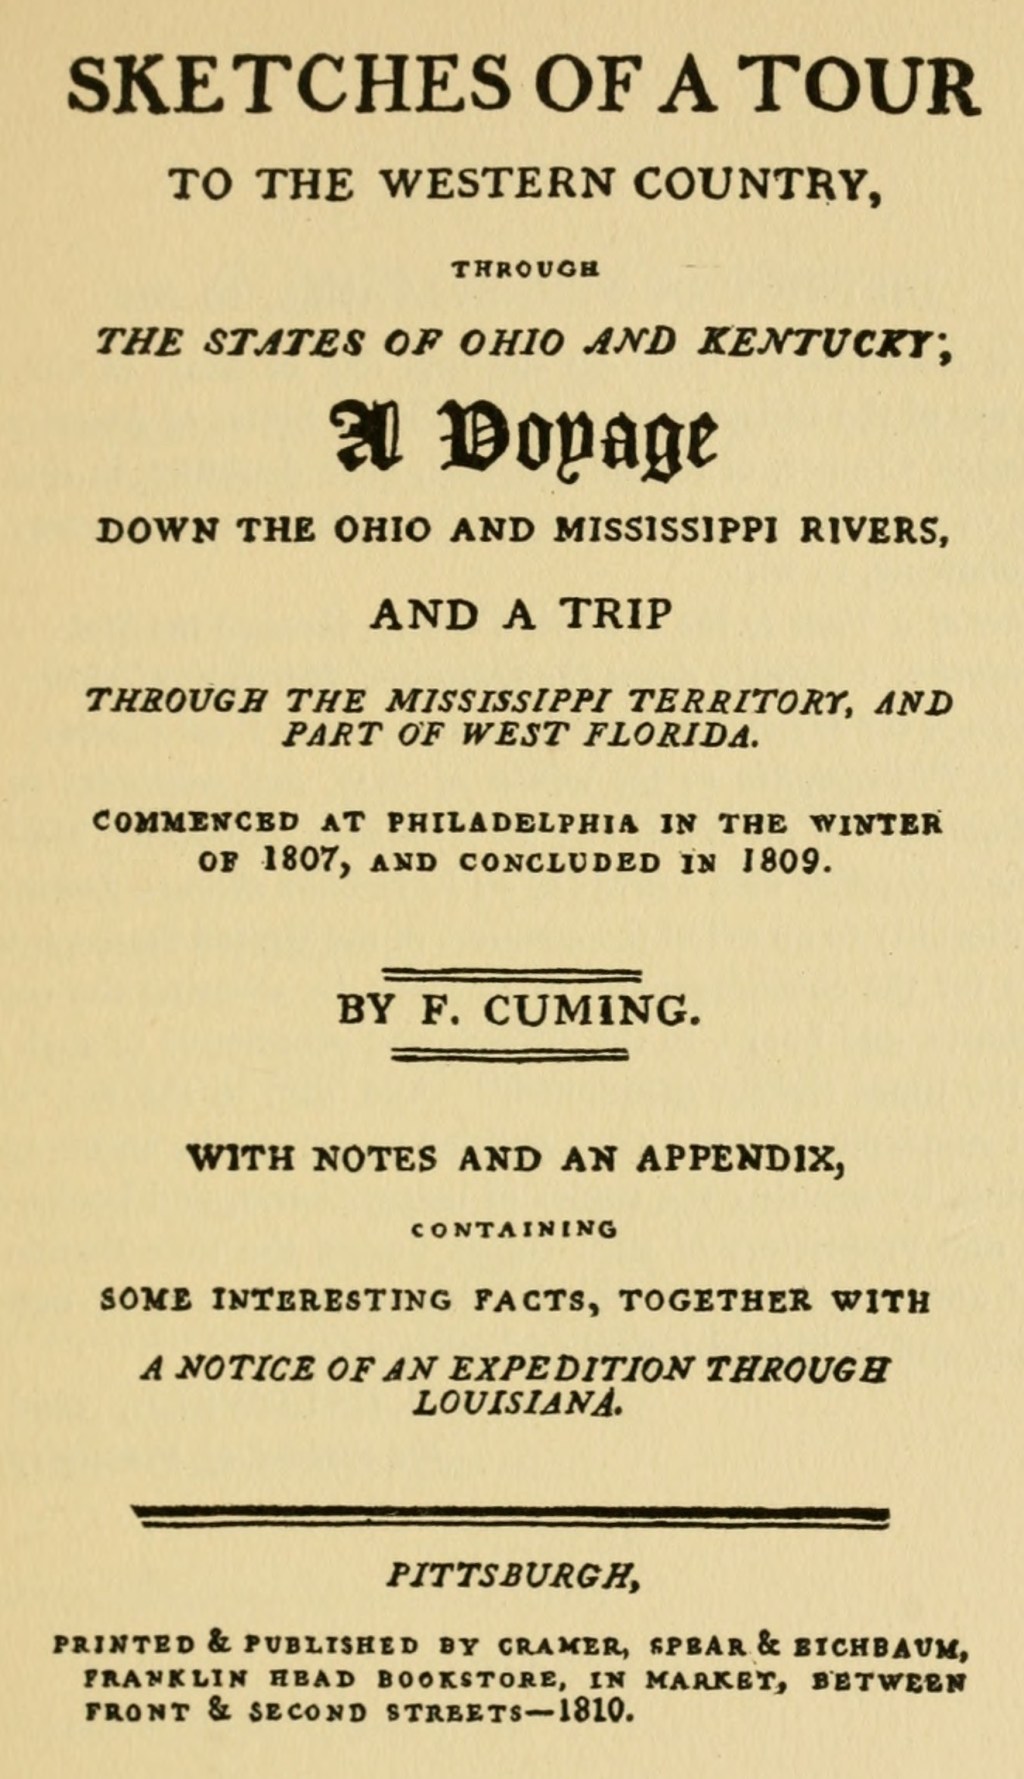 SKETCHES OF A TOUR
TO THE WESTERN COUNTRY,
THROUGH
THE STATES OF OHIO AND KENTUCKY;
A Voyage
DOWN THE OHIO AND MISSISSIPPI RIVERS,
AND A TRIP
THROUGH THE MISSISSIPPI TERRITORY, AND
PART OF WEST FLORIDA.
COMMENCED AT PHILADELPHIA IN THE WINTER
OF 1807, AND CONCLUDED IN 1809.
BY F. CUMING.
WITH NOTES AND AN APPENDIX,
CONTAINING
SOME INTERESTING FACTS, TOGETHER WITH
A NOTICE OF AN EXPEDITION THROUGH
LOUISIANA.
PITTSBURGH,
PRINTED & PUBLISHED BY CRAMER, SPEAR & EICHBAUM,
FRANKLIN HEAD BOOKSTORE, IN MARKET, BETWEEN
FRONT & SECOND STREETS—1810.